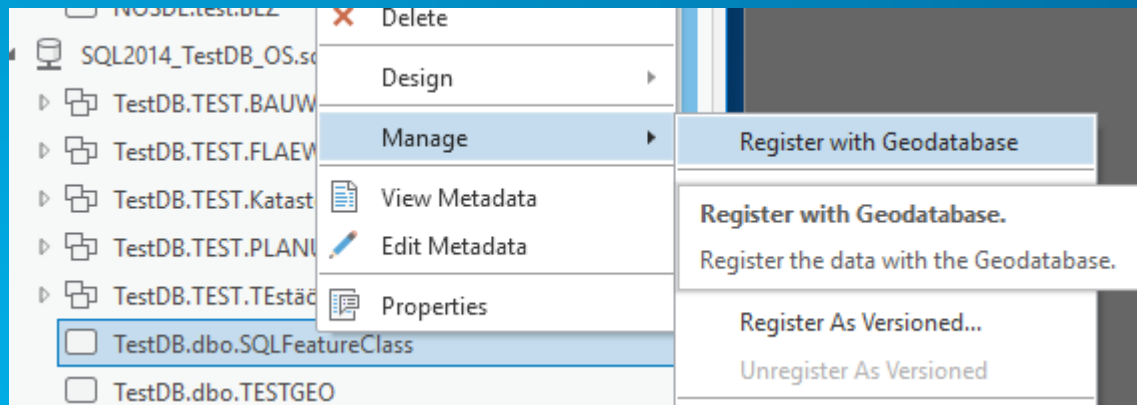 NOSDE.test.BEZ
Delete
SQL2014_TestDB_OS.sd
Design
TestDB.TEST.BAUW
Manage
Register with Geodatabase
TestDB.TEST.FLAEW
TestDB.TEST.Katast
View Metadata
Register with Geodatabase.
TestDB.TEST.PLANU
Edit Metadata
Register the data with the Geodatabase.
TestDB.TEST.TEstäö
Properties
Register As Versioned...
TestDB.dbo.SQLFeatureClass
Unregister As Versioned
TestDB.dbo.TESTGEO